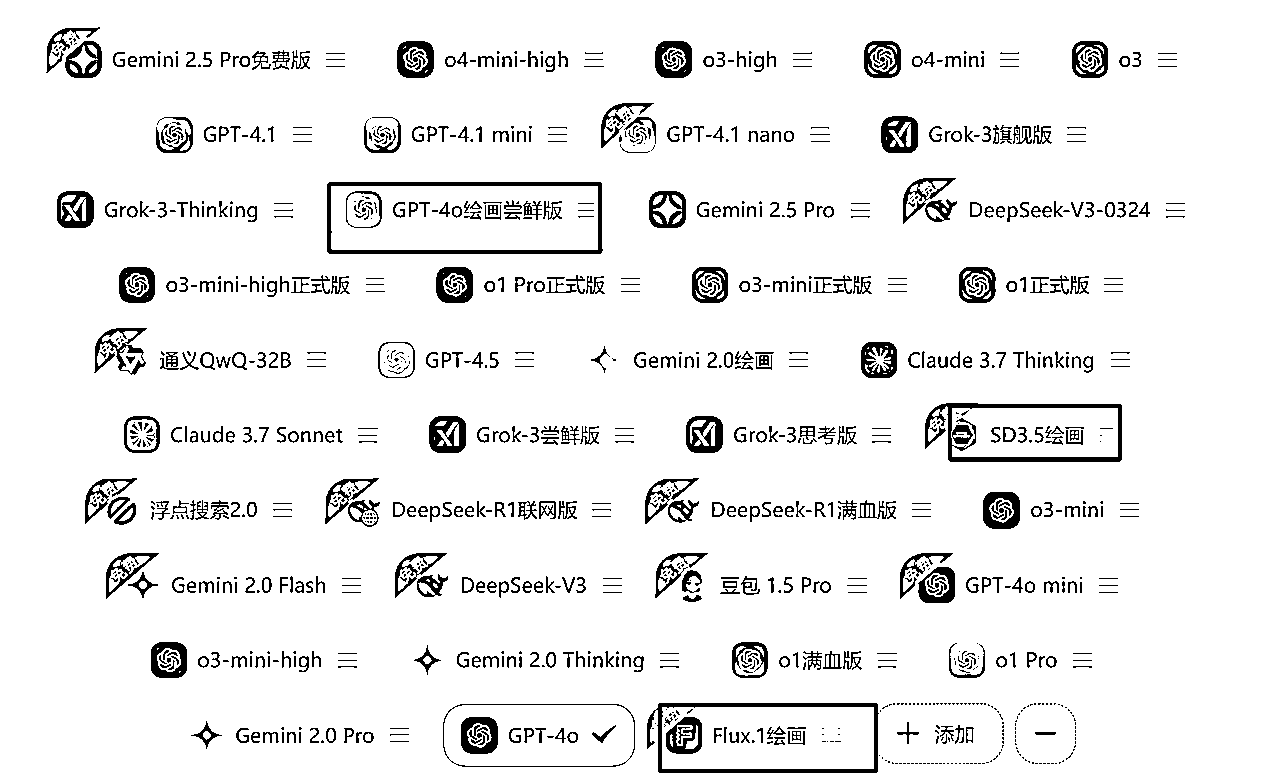 Gemini 2.5 Pro免费版 o4-mini-high o3-high o4-mini o3
GPT-4.1 GPT-4.1 mini GPT-4.1 nano Grok-3旗舰版
Grok-3-Thinking GPT-4o绘画尝鲜版 Gemini 2.5 Pro DeepSeek-V3-0324
o3-mini-high正式版 o1 Pro正式版 o3-mini正式版 o1正式版
通义QwQ-32B GPT-4.5 Gemini 2.0绘画 Claude 3.7 Thinking
Claude 3.7 Sonnet Grok-3尝鲜版 Grok-3思考版 SD3.5绘画
浮点搜索2.0 DeepSeek-R1联网版 DeepSeek-R1满血版 o3-mini
Gemini 2.0 Flash DeepSeek-V3 豆包 1.5 Pro GPT-4o mini
o3-mini-high Gemini 2.0 Thinking o1满血版 o1 Pro
Gemini 2.0 Pro GPT-4o Flux.1绘画 添加